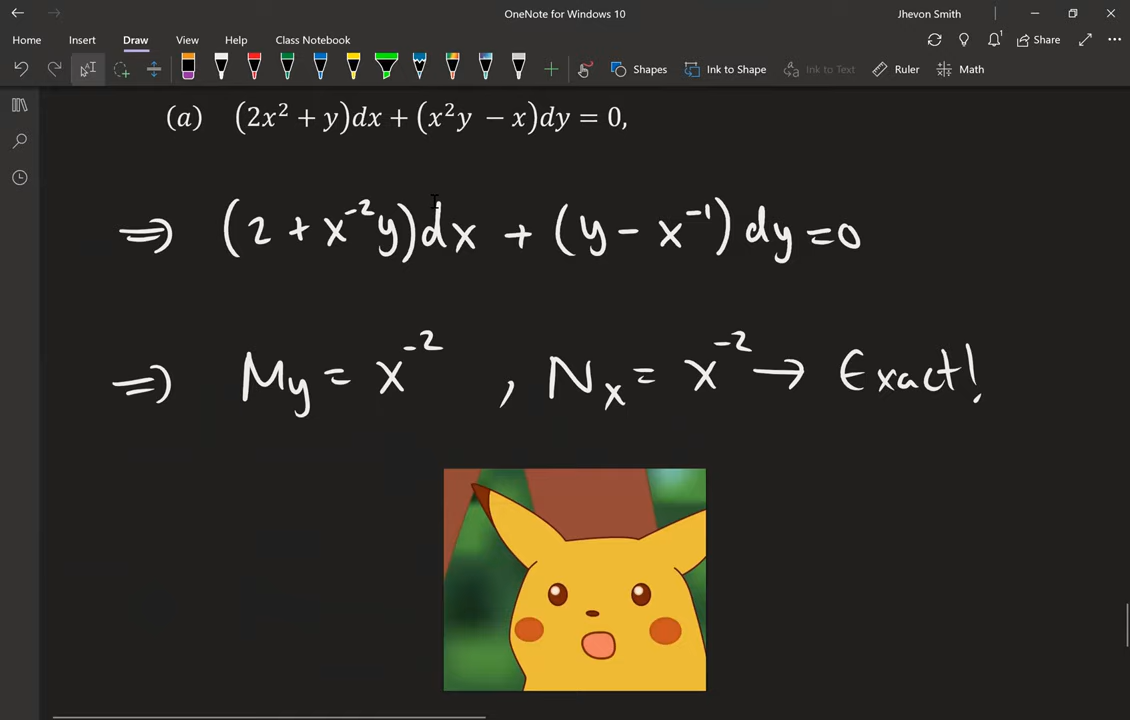 OneNote for Windows 10
Jhevon Smith
Home Insert Draw View Help Class Notebook
Share
Shapes Ink to Shape Ink to Text Ruler Math
(a) (2x² + y)dx + (x²y − x)dy = 0,
⇒ (2 + x⁻²y)dx + (y − x⁻¹)dy = 0
⇒ My = x⁻² , Nx = x⁻² → Exact!